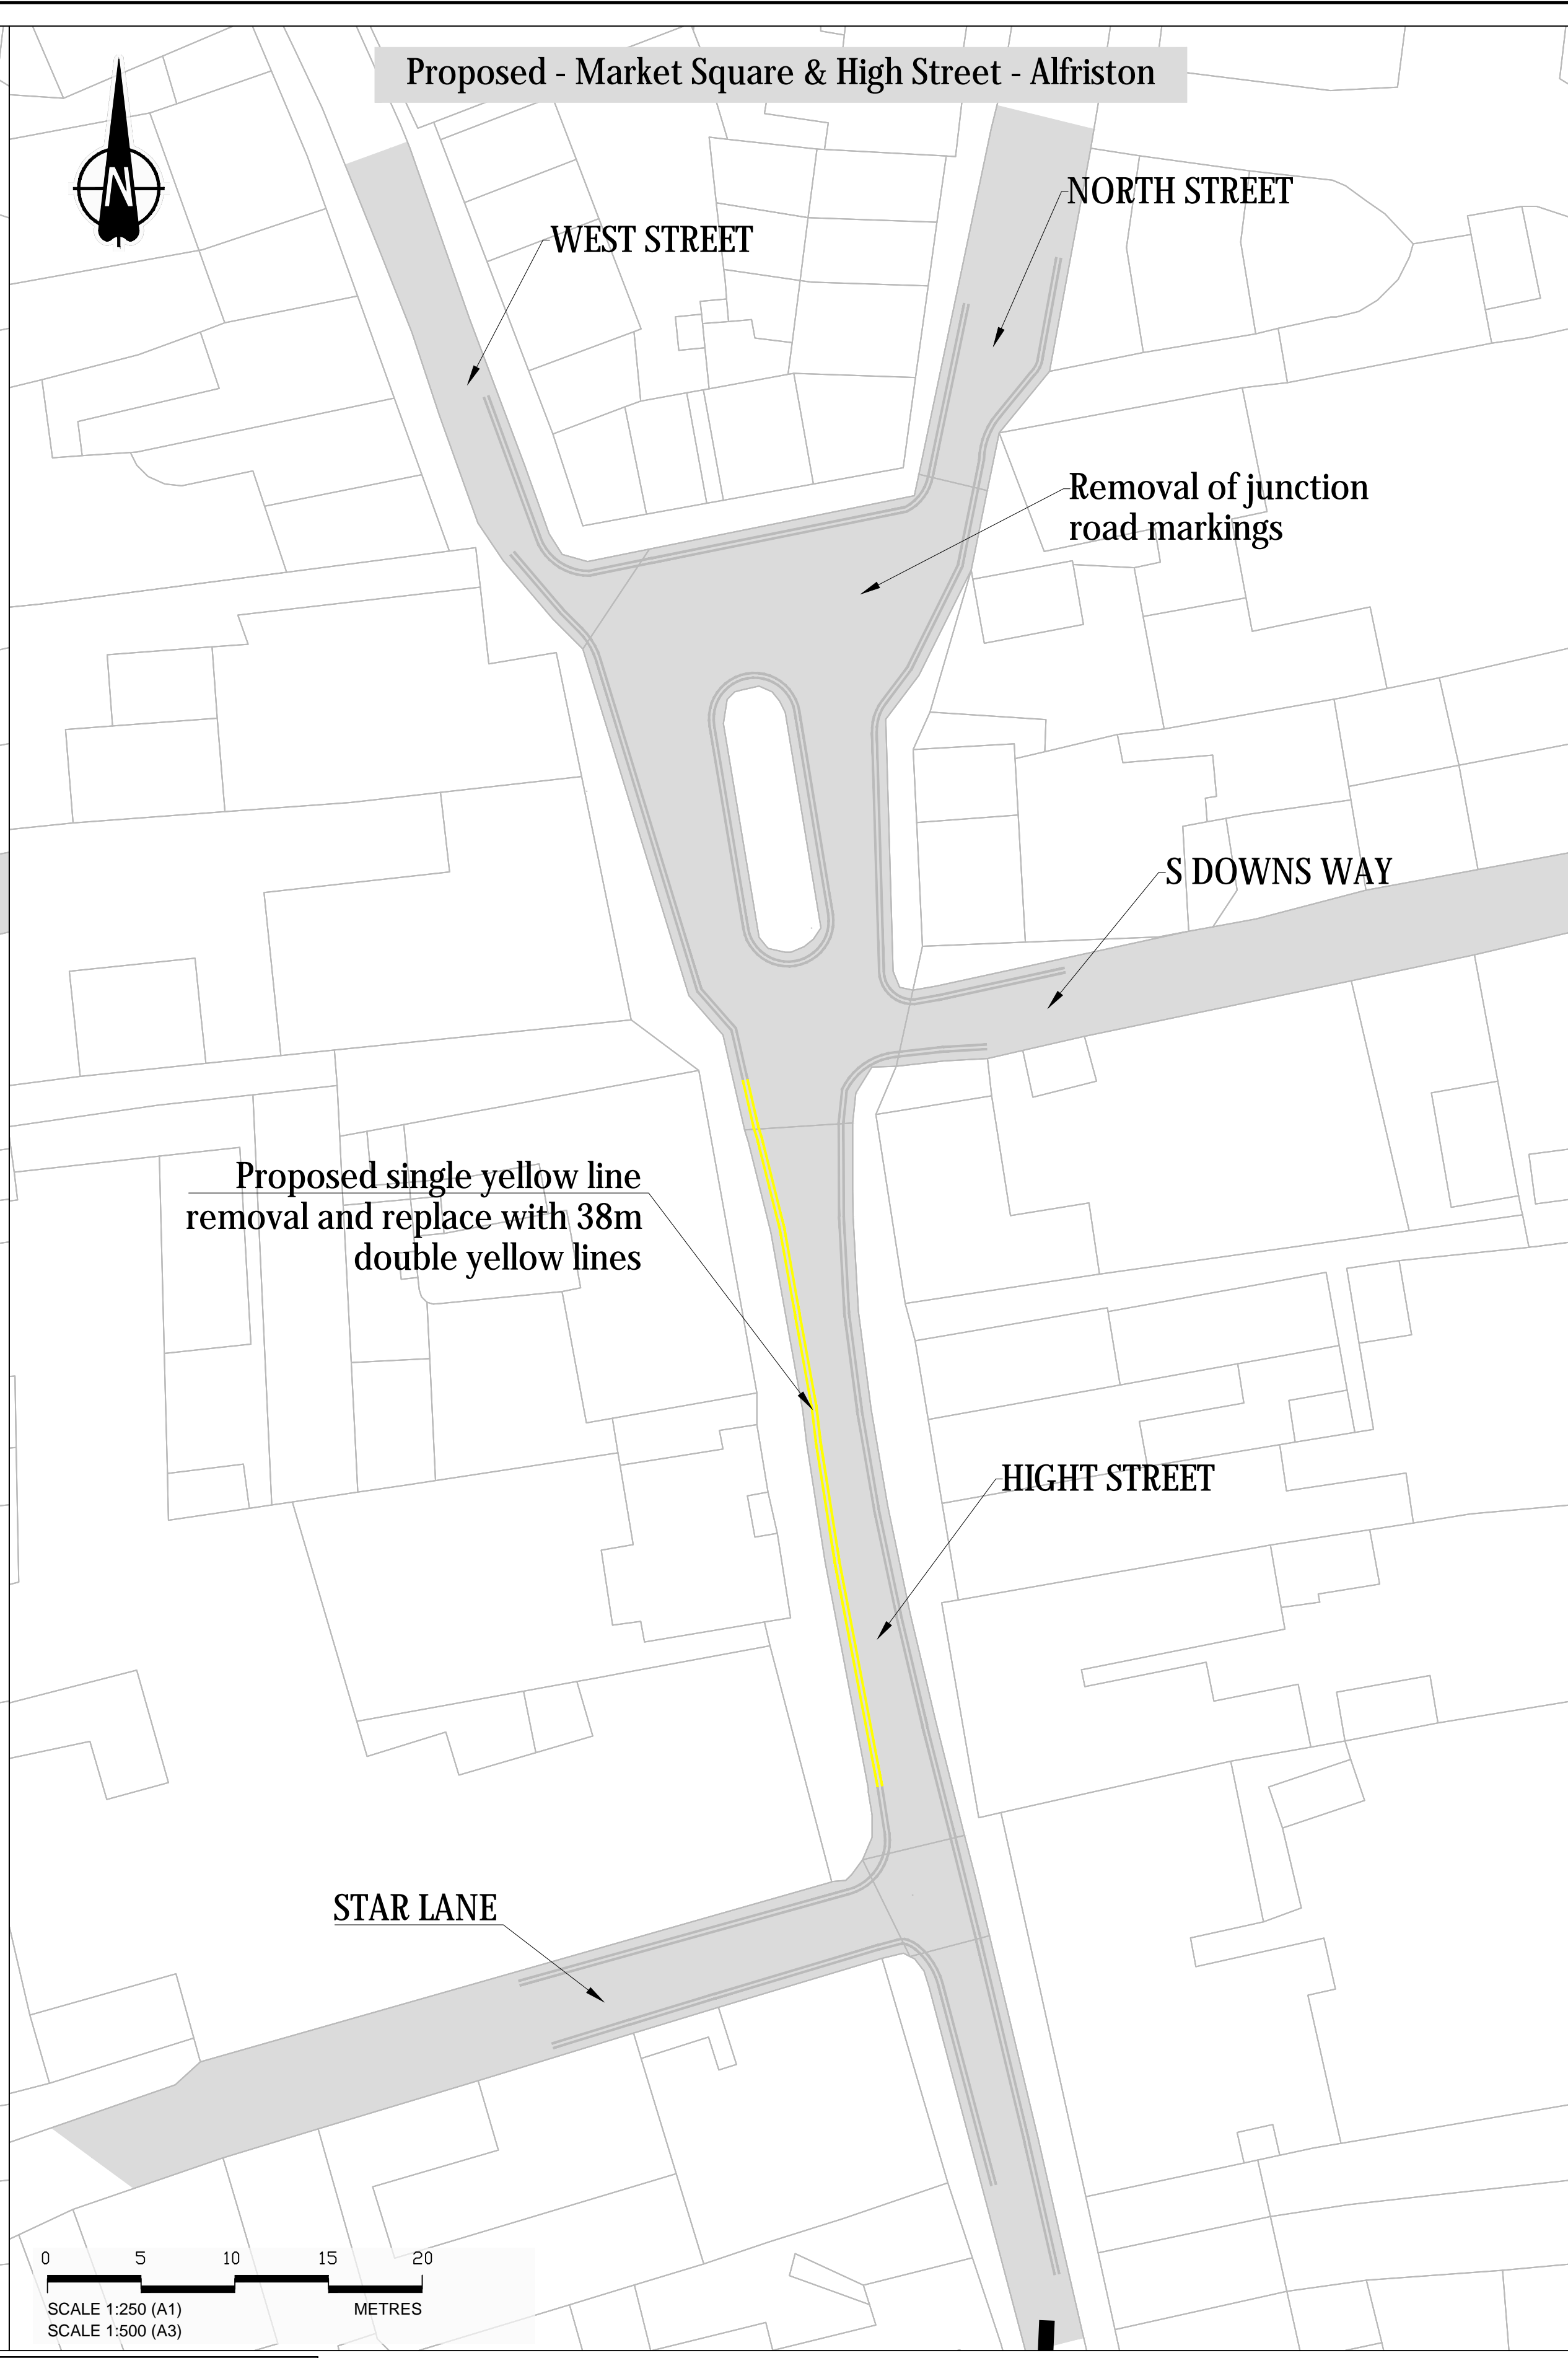 Proposed - Market Square & High Street - Alfriston
N
NORTH STREET
WEST STREET
Removal of junction
road markings
S DOWNS WAY
Proposed single yellow line
removal and replace with 38m
double yellow lines
HIGHT STREET
STAR LANE
0 5 10 15 20
SCALE 1:250 (A1) METRES
SCALE 1:500 (A3)